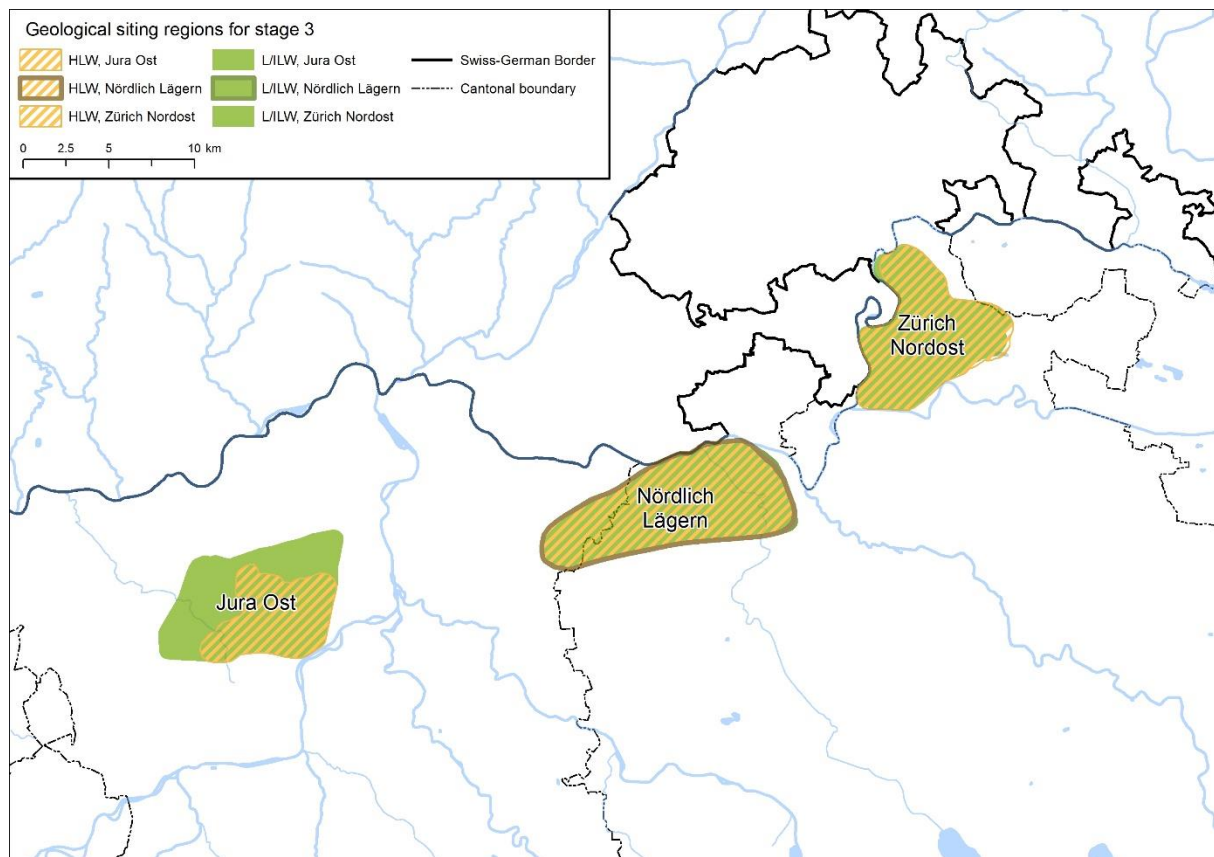 Geological siting regions for stage 3
HLW, Jura Ost
L/ILW, Jura Ost
Swiss-German Border
HLW, Nördlich Lägern
L/ILW, Nördlich Lägern
Cantonal boundary
HLW, Zürich Nordost
L/ILW, Zürich Nordost
0 2.5 5 10 km
Zürich
Nordost
Nördlich
Lägern
Jura Ost